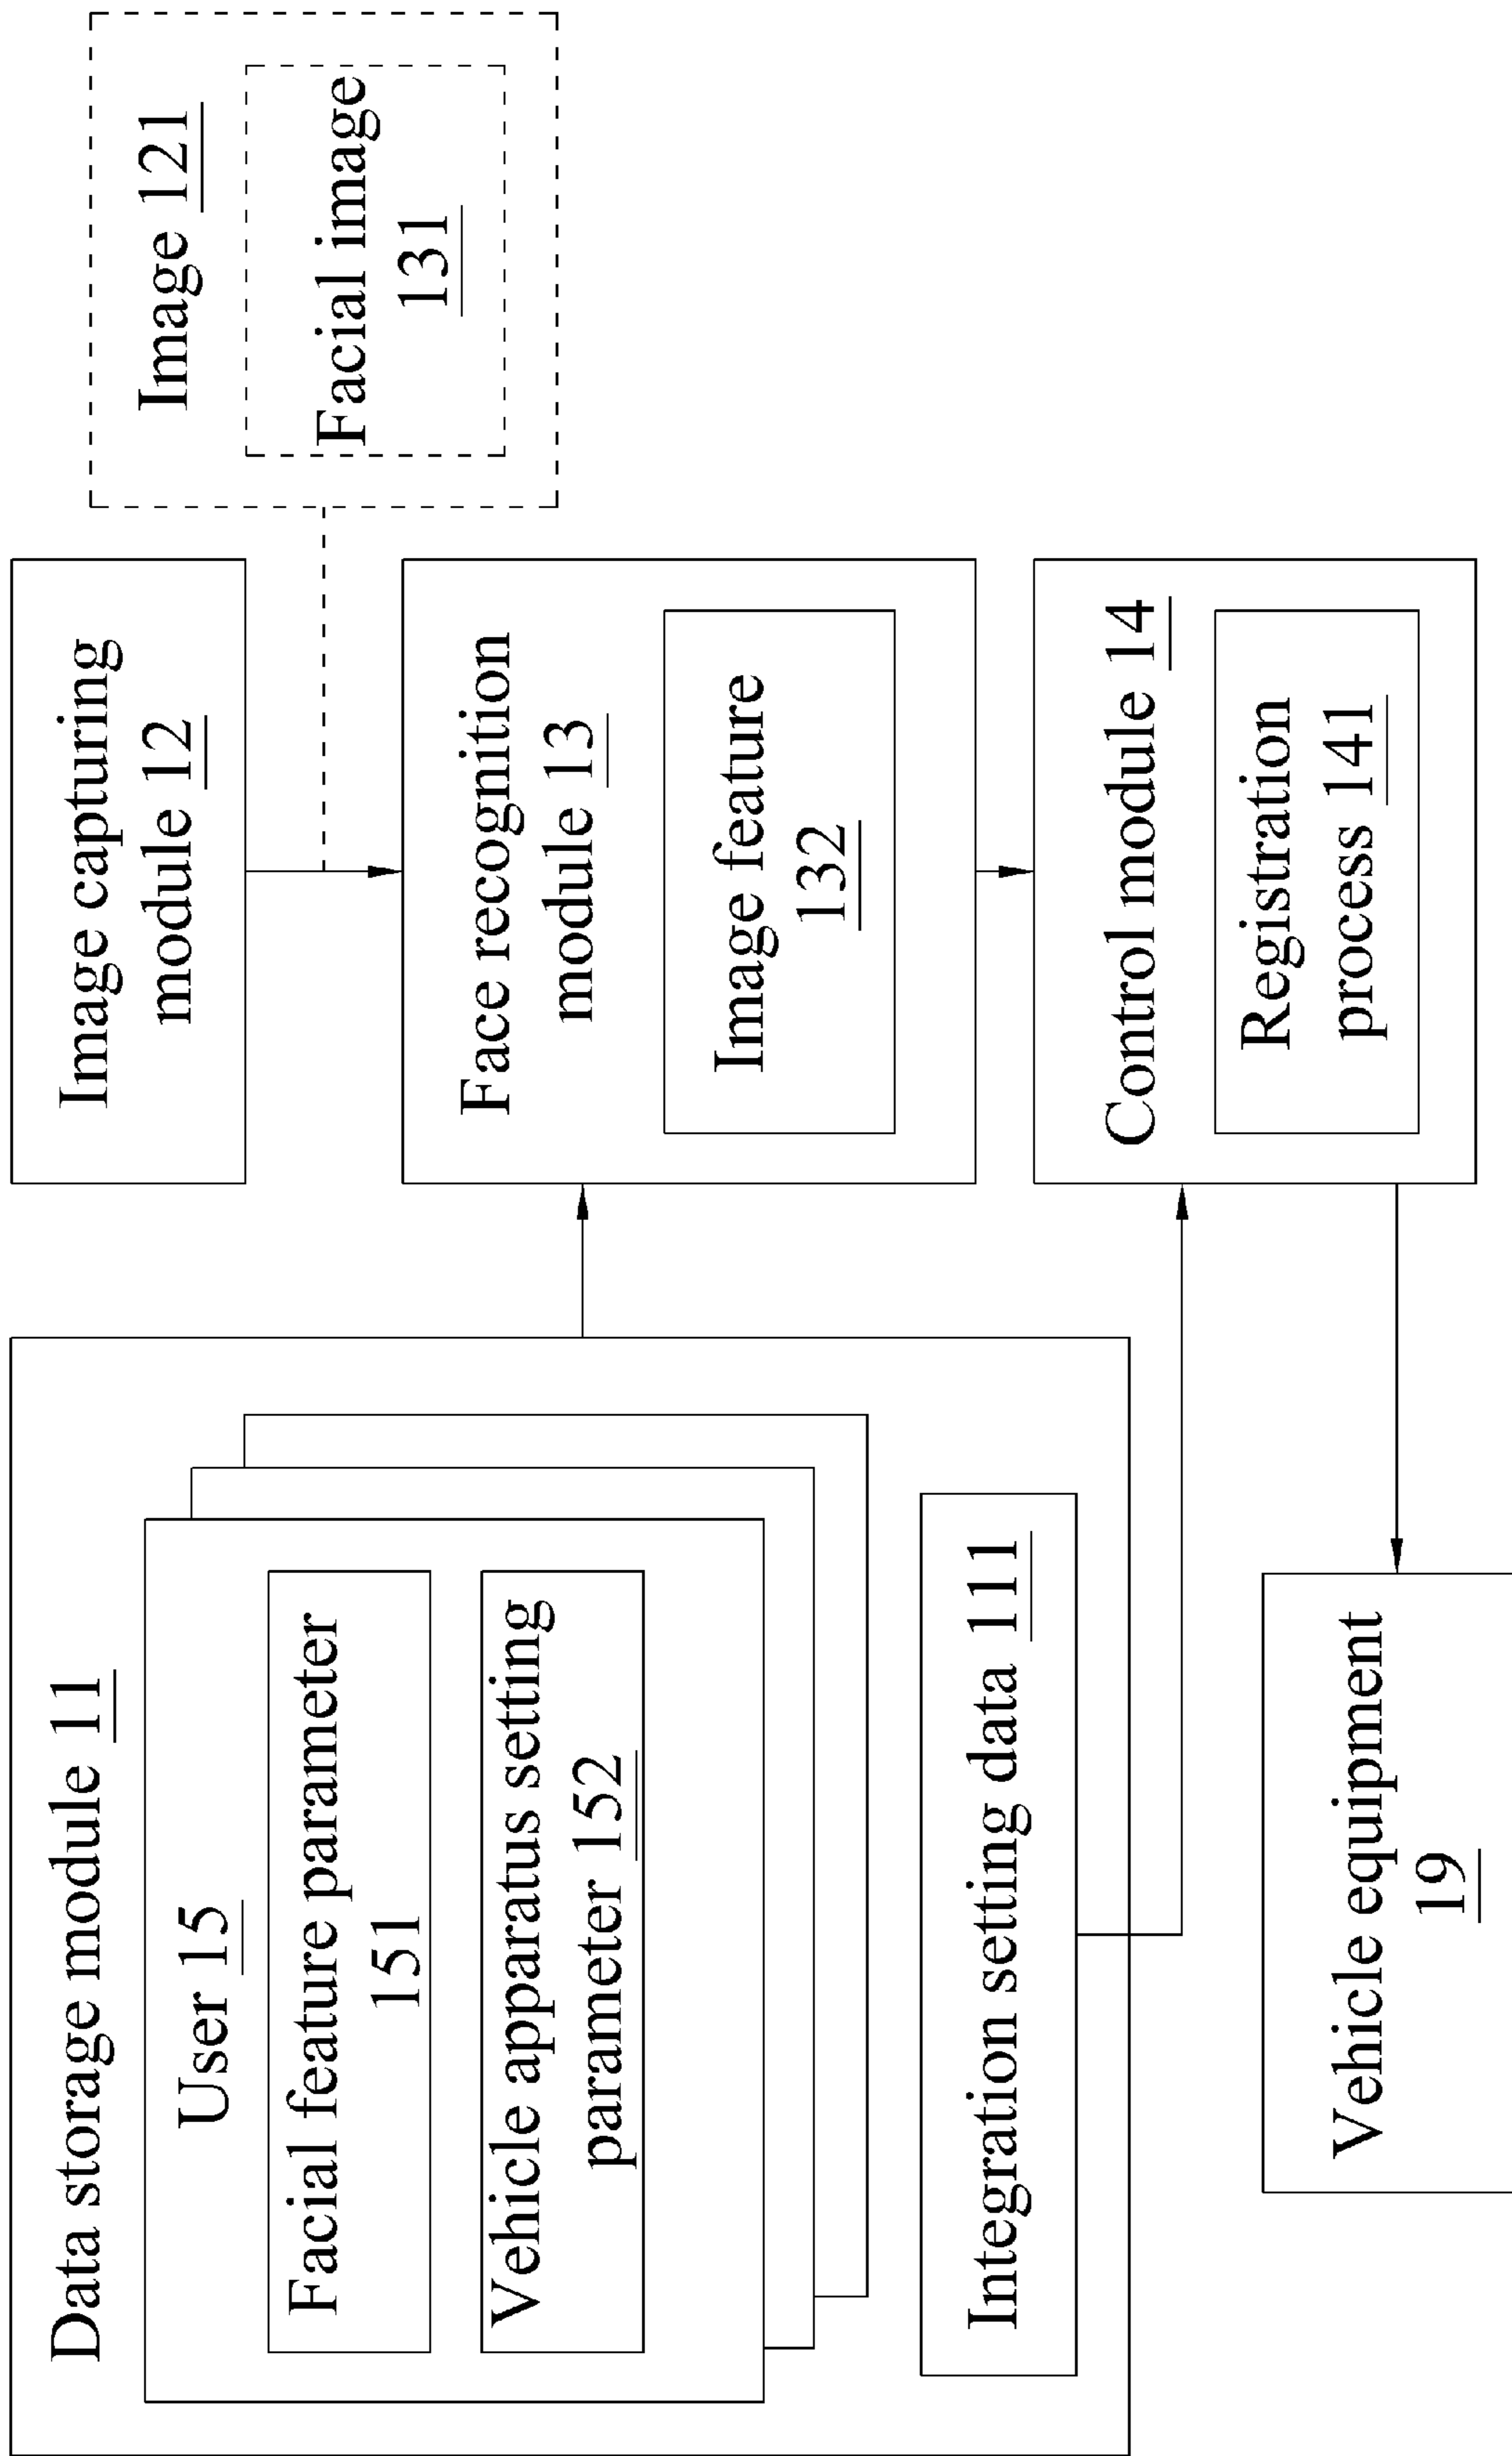 Data storage module 11
User 15
Facial feature parameter
151
Vehicle apparatus setting
parameter 152
Integration setting data 111
Image capturing
module 12
Image 121
Facial image
131
Face recognition
module 13
Image feature
132
Control module 14
Registration
process 141
Vehicle equipment
19